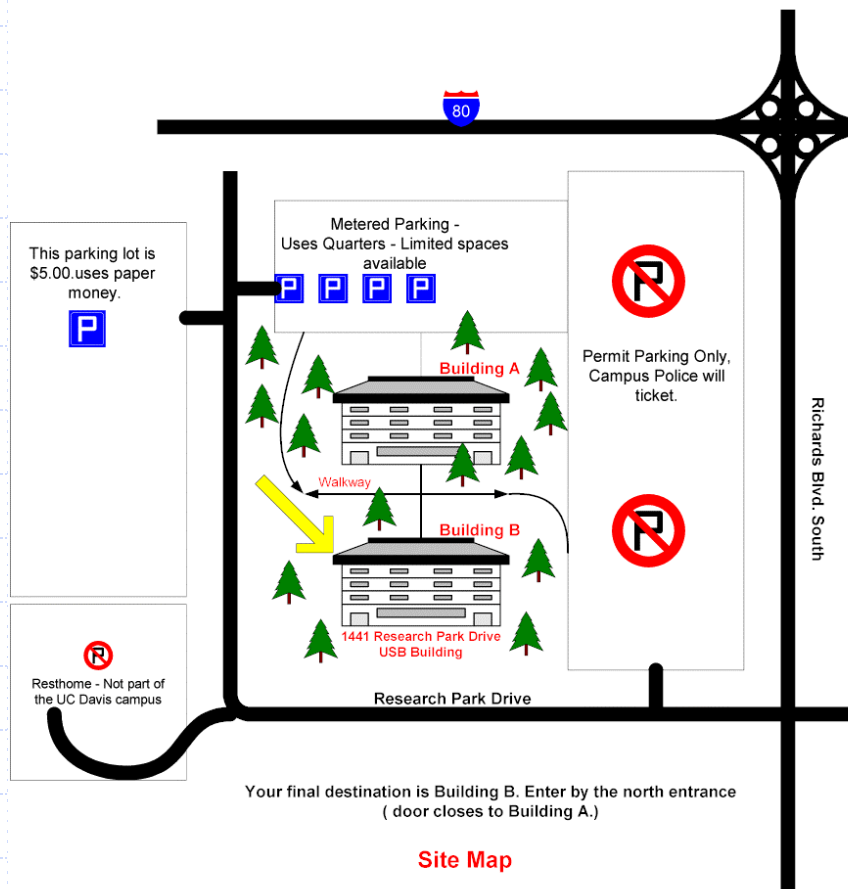 80
This parking lot is
$5.00.uses paper
money.
P
Metered Parking -
Uses Quarters - Limited spaces
available
P P P P
P
Permit Parking Only,
Campus Police will
ticket.
Building A
Walkway
Building B
P
1441 Research Park Drive
USB Building
Richards Blvd. South
P
Resthome - Not part of
the UC Davis campus
Research Park Drive
Your final destination is Building B. Enter by the north entrance
( door closes to Building A.)
Site Map